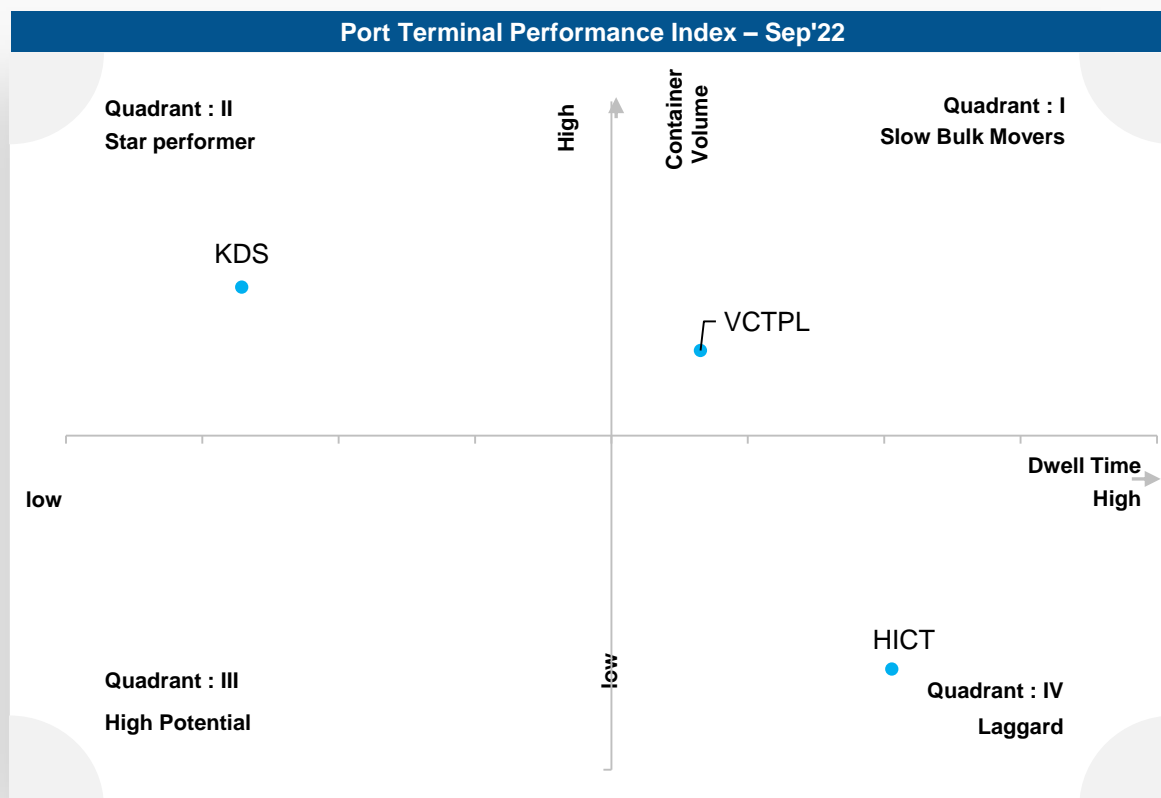 Port Terminal Performance Index – Sep'22
Quadrant : II
Star performer
High
Container
Volume
Quadrant : I
Slow Bulk Movers
KDS
VCTPL
Dwell Time
High
low
HICT
low
Quadrant : III
High Potential
Quadrant : IV
Laggard